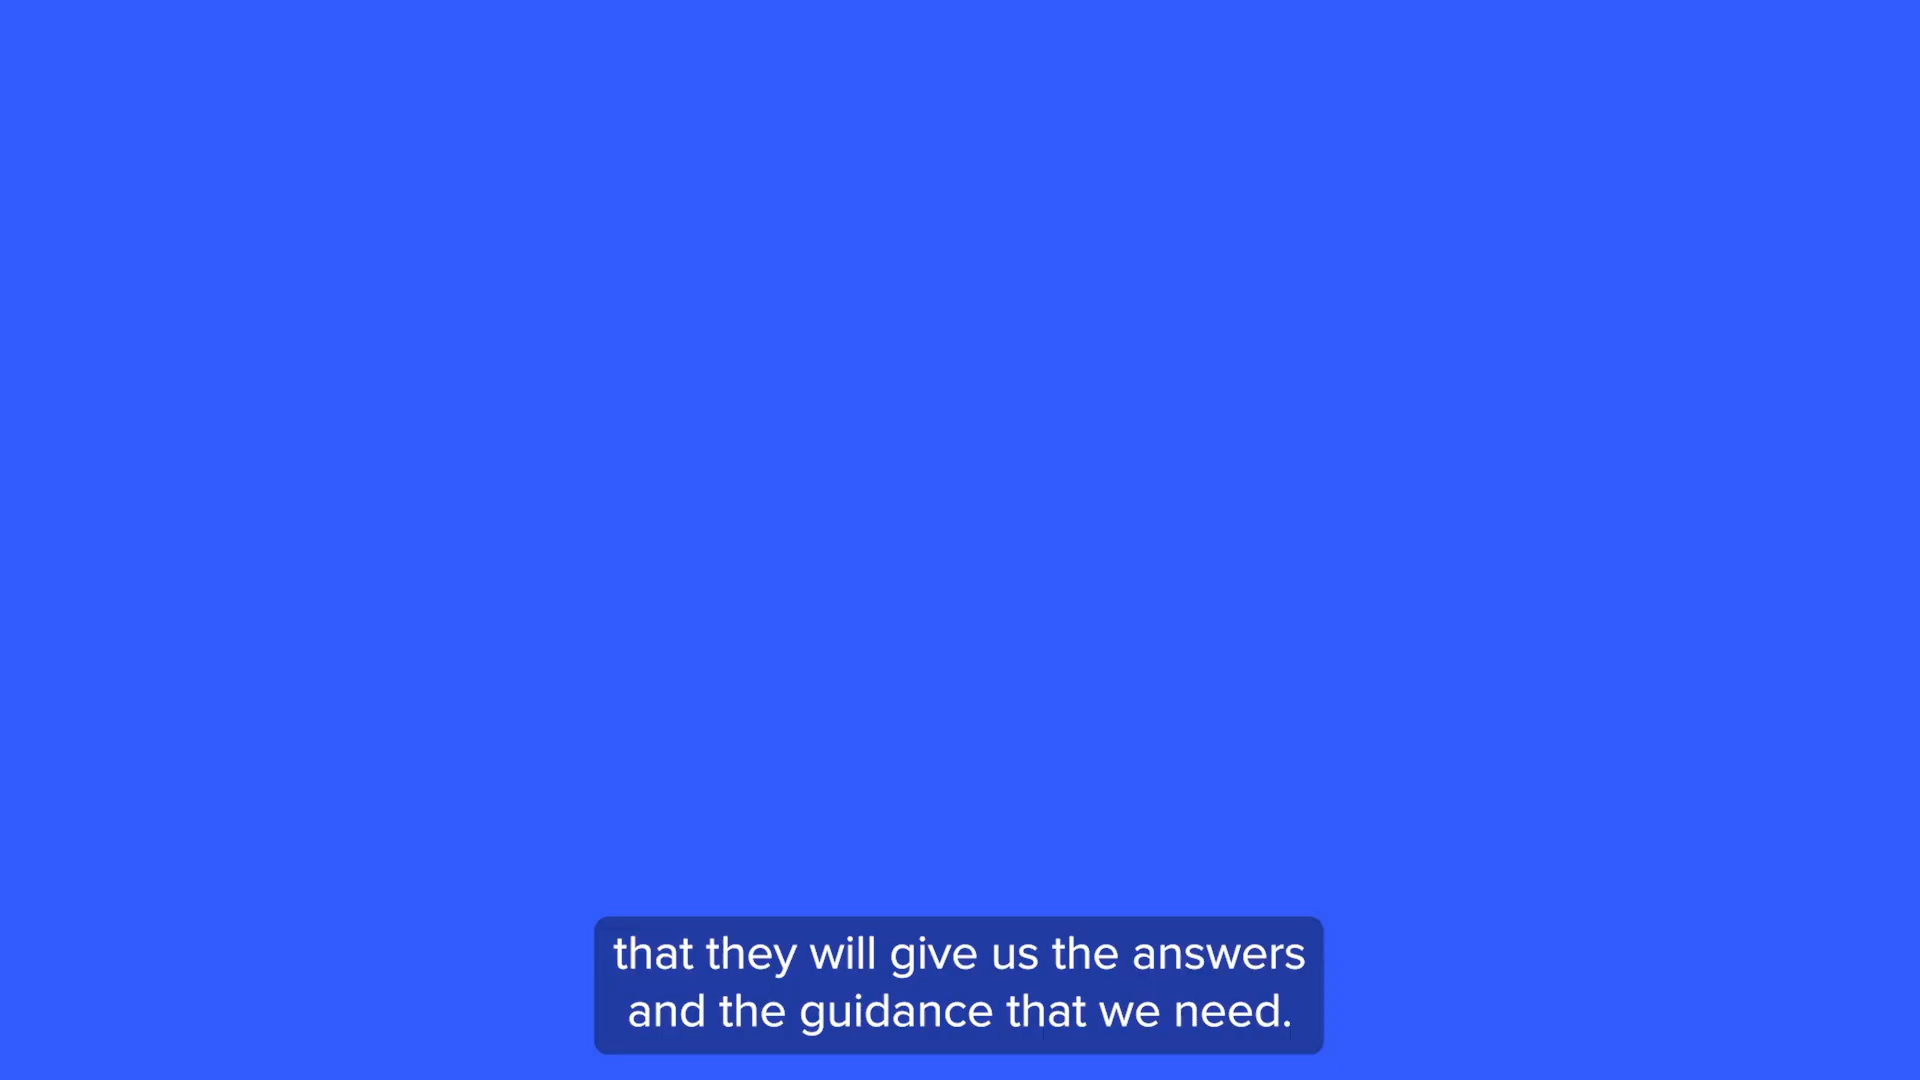 that they will give us the answers
and the guidance that we need.